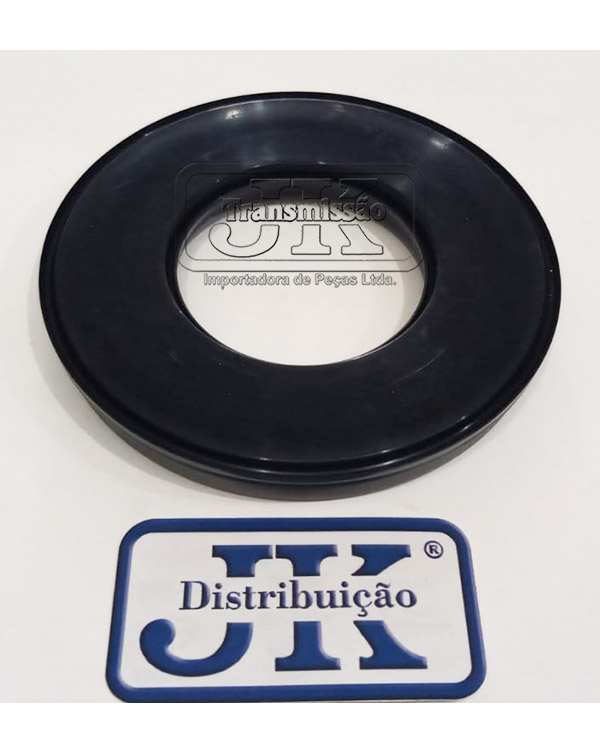 JK
Transmissão
Importadora de Peças Ltda.
JK ®
Distribuição